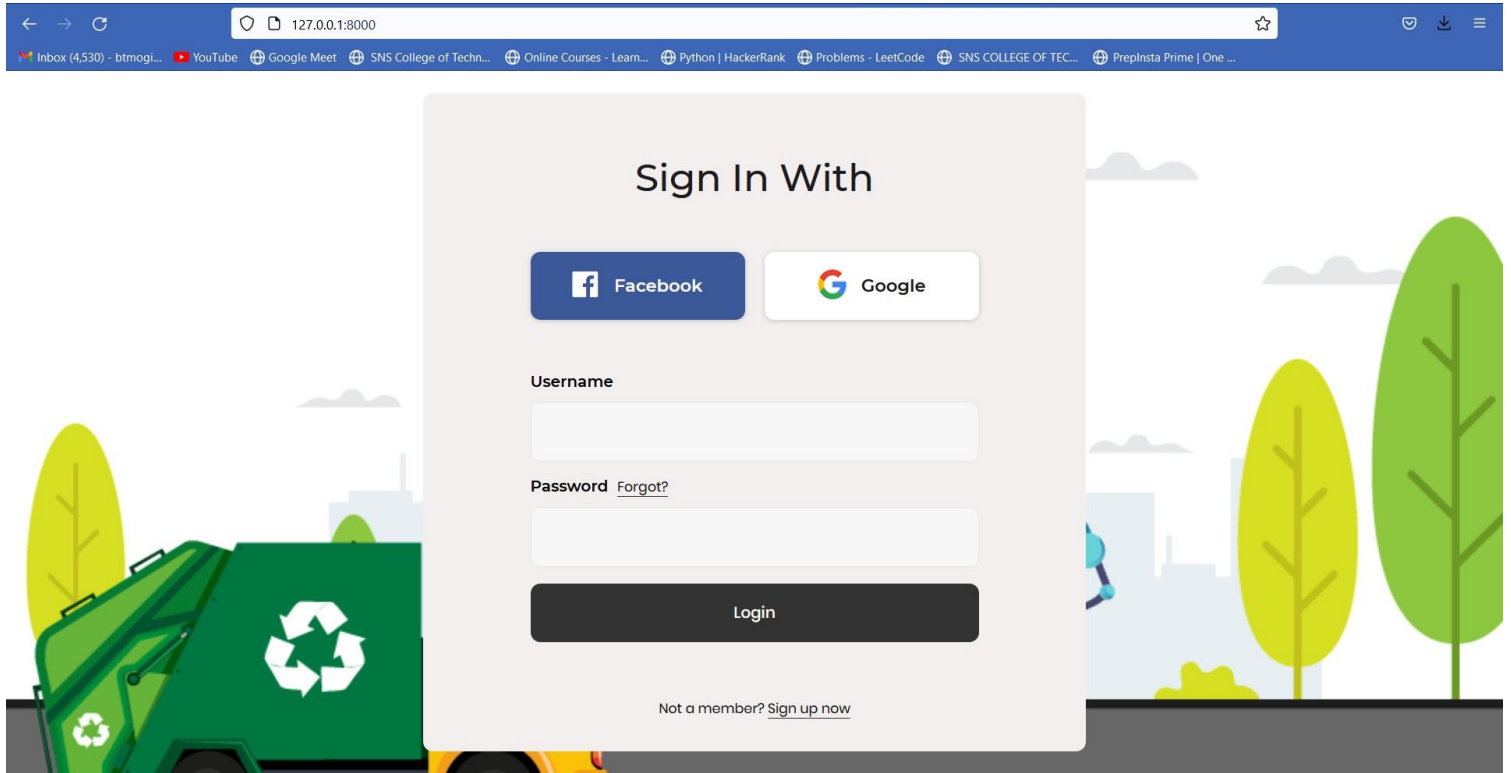 127.0.0.1:8000
Inbox (4,530) - btmogi... YouTube Google Meet SNS College of Techn... Online Courses - Learn... Python | HackerRank Problems - LeetCode SNS COLLEGE OF TEC... PrepInsta Prime | One ...
Sign In With
Facebook Google
Username
Password Forgot?
Login
Not a member? Sign up now